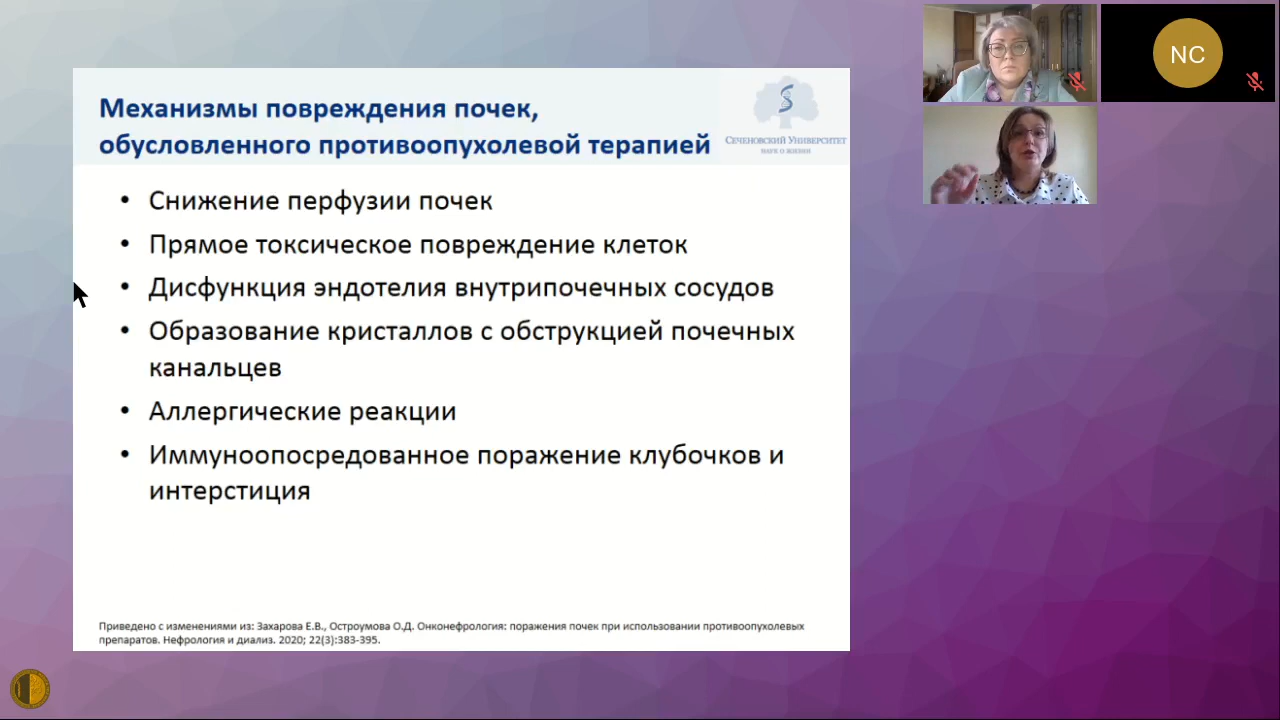 Механизмы повреждения почек,
обусловленного противоопухолевой терапией
СЕЧЕНОВСКИЙ УНИВЕРСИТЕТ
НАУК О ЖИЗНИ
• Снижение перфузии почек
• Прямое токсическое повреждение клеток
• Дисфункция эндотелия внутрипочечных сосудов
• Образование кристаллов с обструкцией почечных
канальцев
• Аллергические реакции
• Иммуноопосредованное поражение клубочков и
интерстиция
Приведено с изменениями из: Захарова Е.В., Остроумова О.Д. Онконефрология: поражения почек при использовании противоопухолевых
препаратов. Нефрология и диализ. 2020; 22(3):383-395.
NC